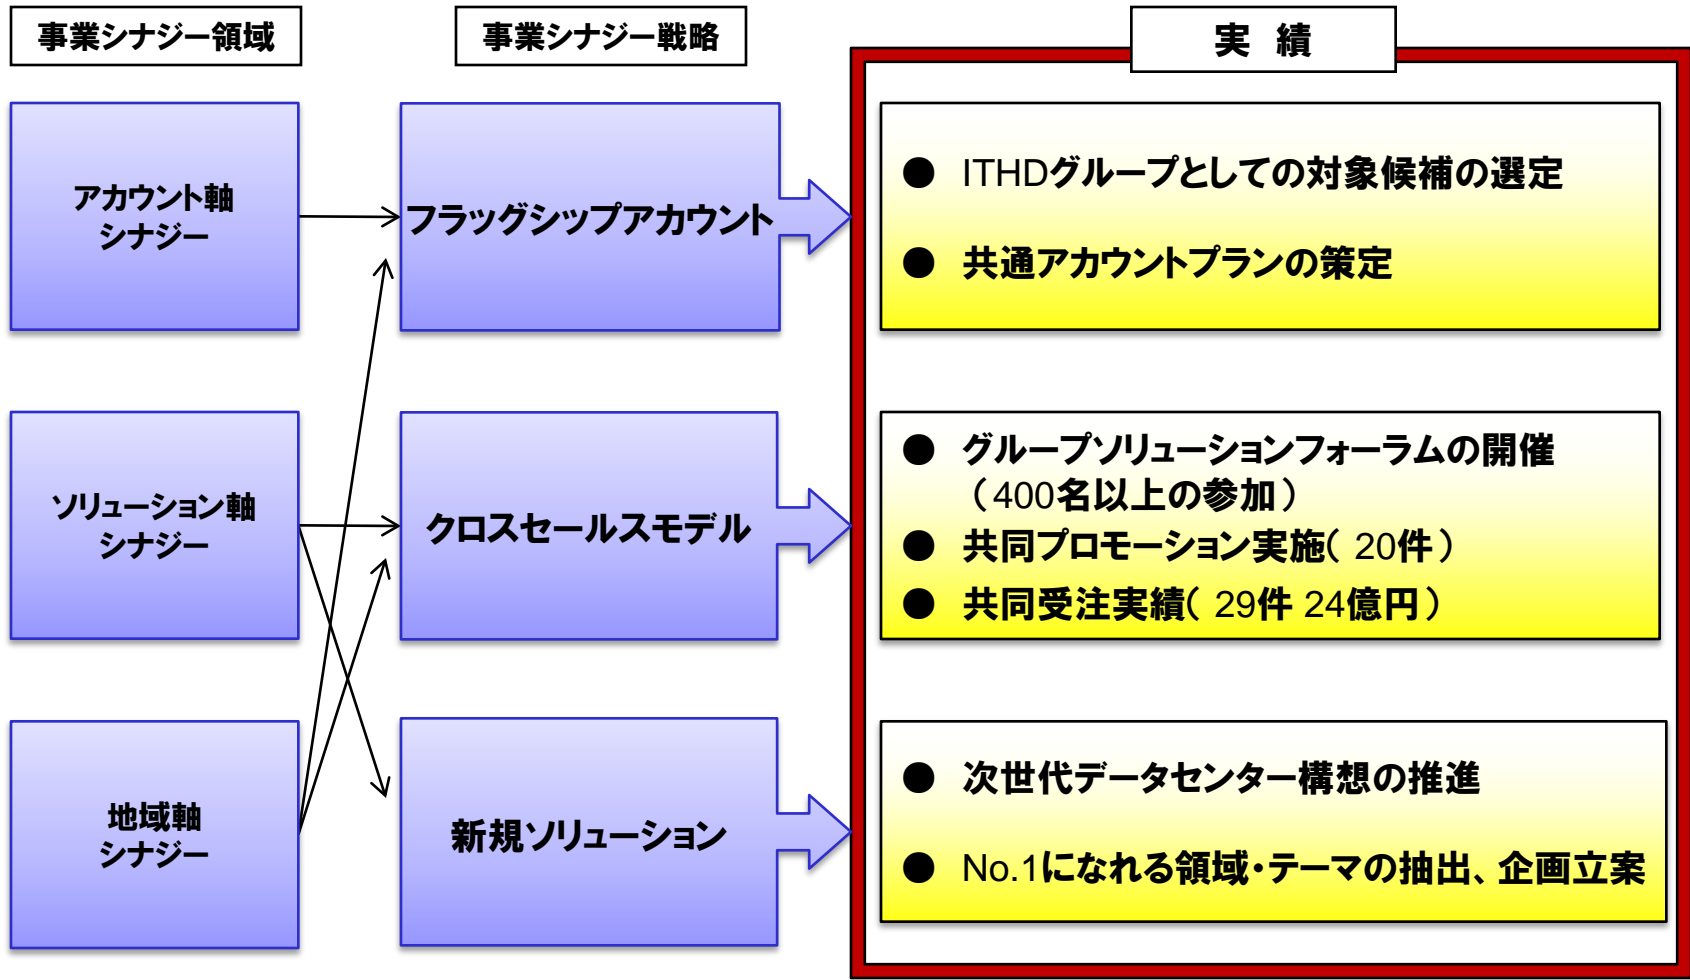 事業シナジー領域
事業シナジー戦略
実 績
アカウント軸
シナジー
フラッグシップアカウント
● ITHDグループとしての対象候補の選定
● 共通アカウントプランの策定
ソリューション軸
シナジー
クロスセールスモデル
● グループソリューションフォーラムの開催
（400名以上の参加）
● 共同プロモーション実施（ 20件）
● 共同受注実績（ 29件 24億円）
地域軸
シナジー
新規ソリューション
● 次世代データセンター構想の推進
● No.1になれる領域・テーマの抽出、企画立案